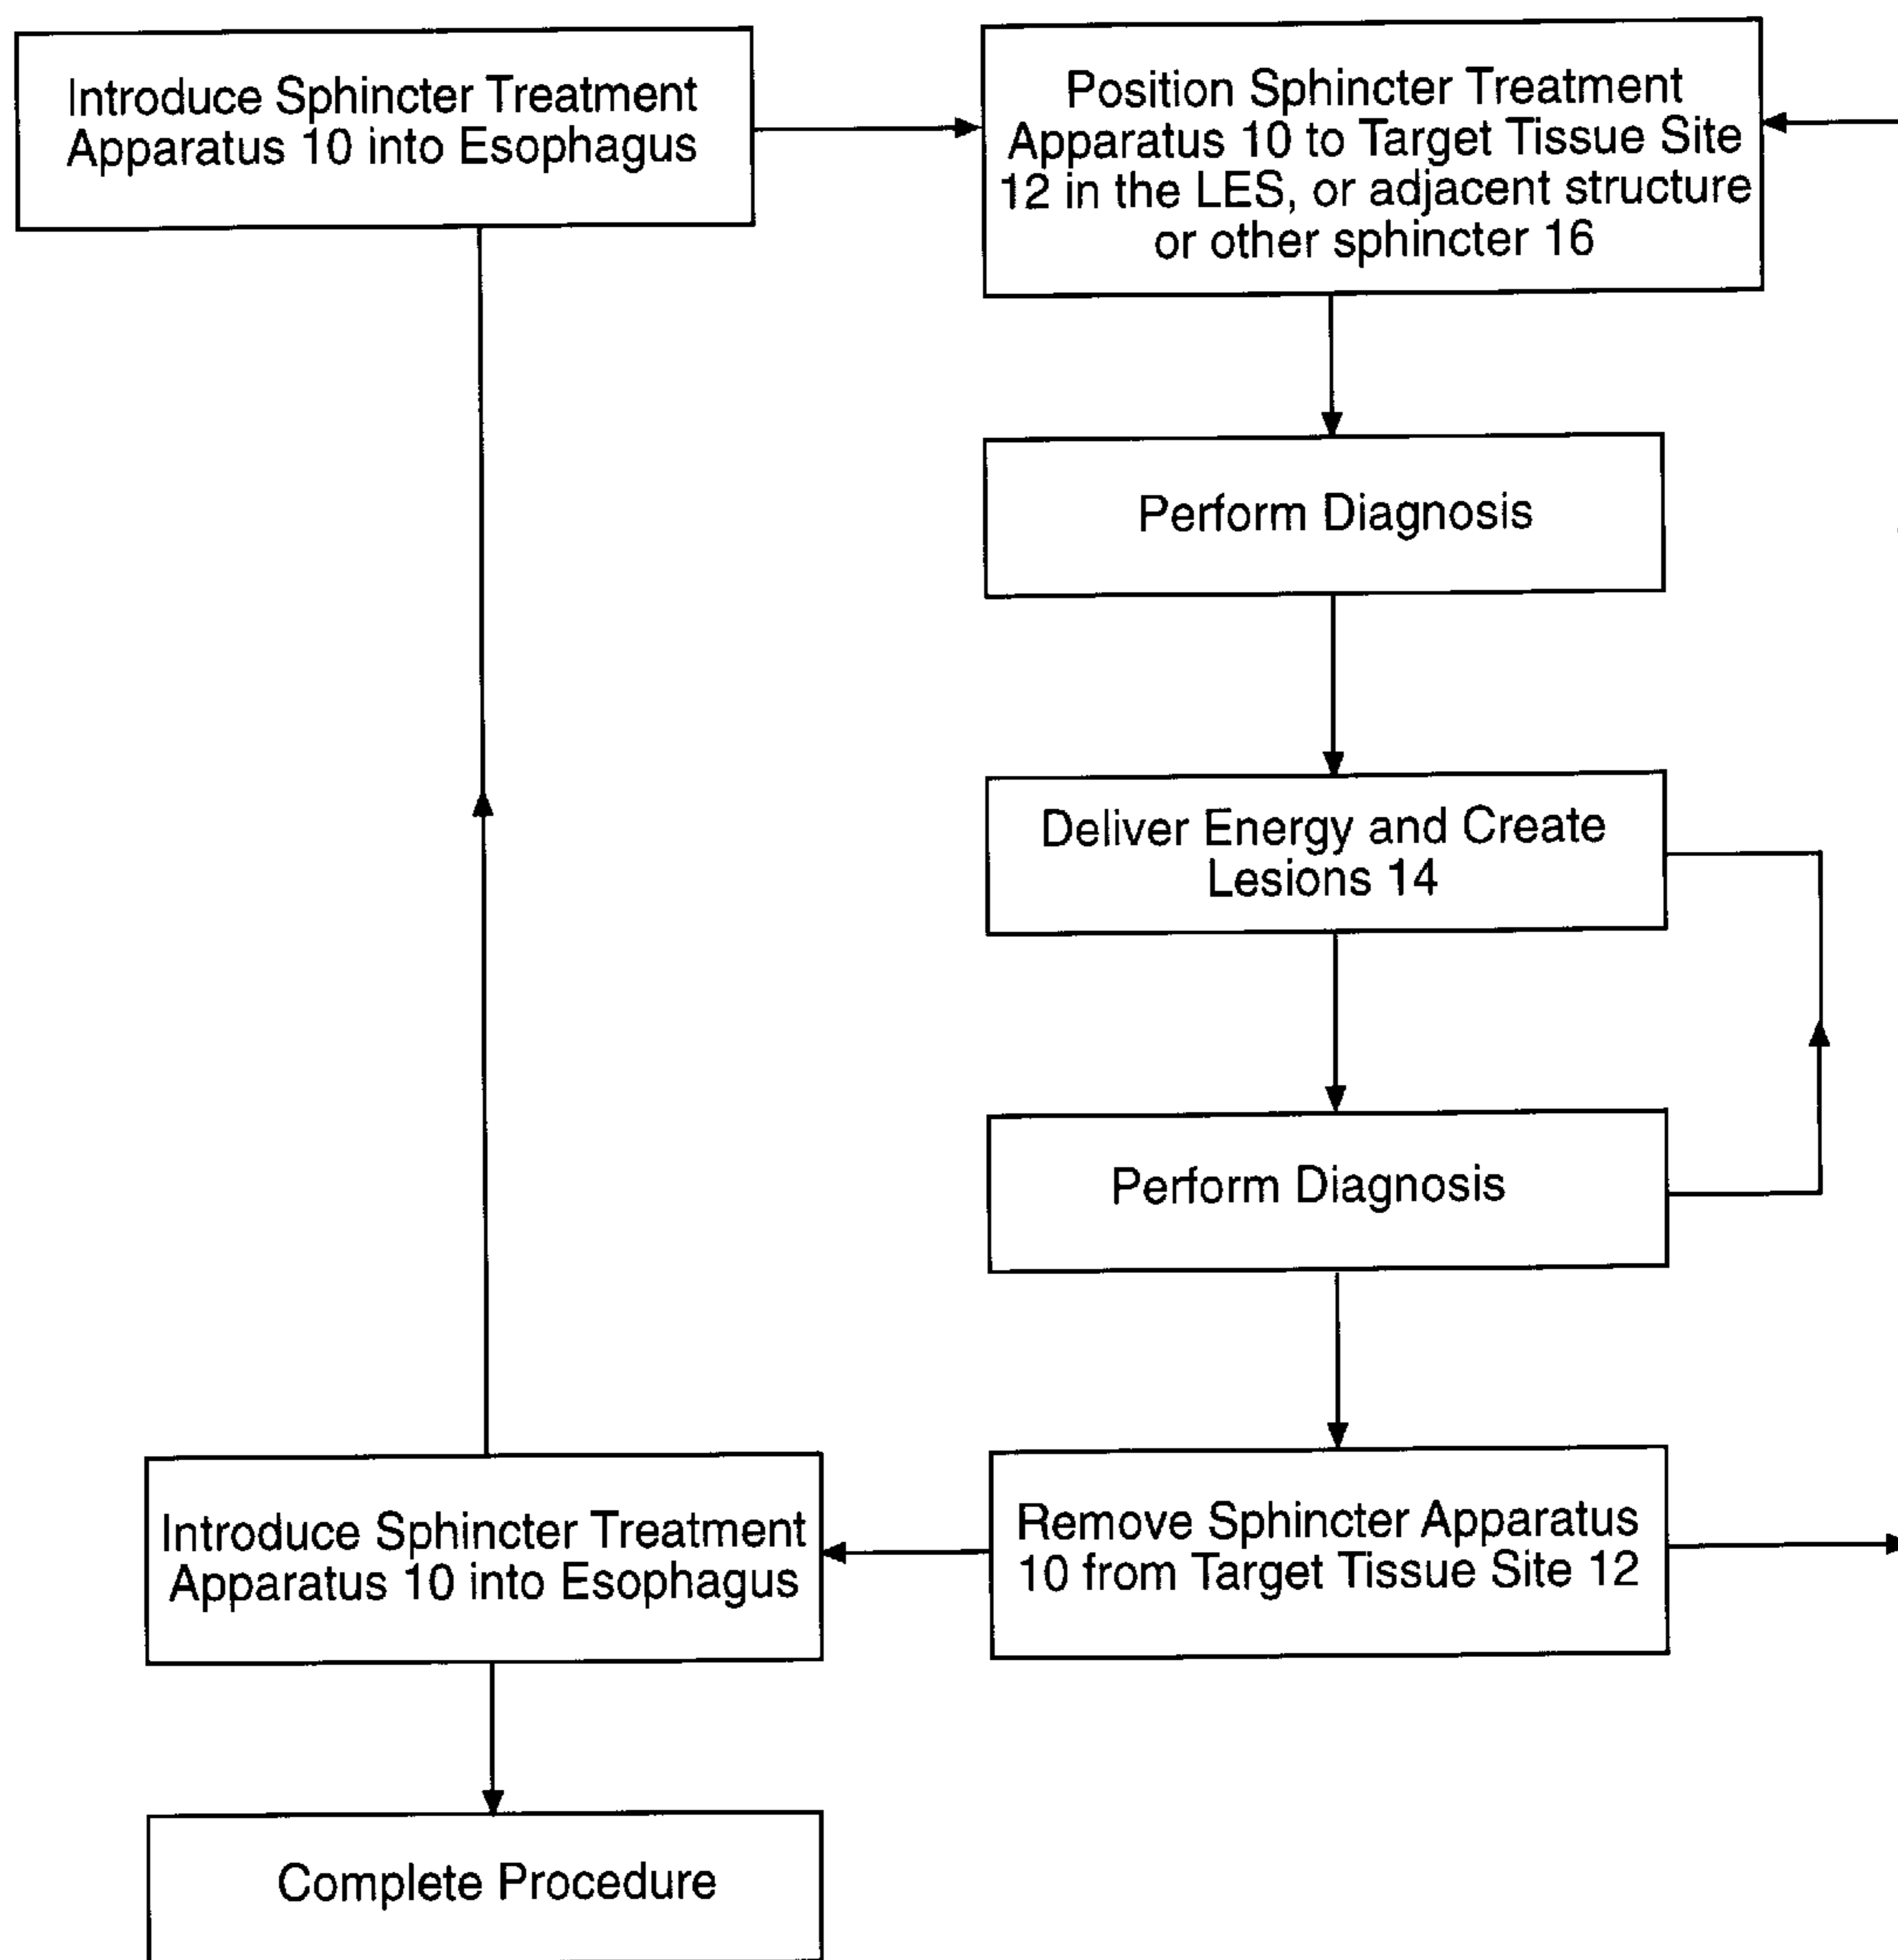 Introduce Sphincter Treatment
Apparatus 10 into Esophagus
Position Sphincter Treatment
Apparatus 10 to Target Tissue Site
12 in the LES, or adjacent structure
or other sphincter 16
Perform Diagnosis
Deliver Energy and Create
Lesions 14
Perform Diagnosis
Remove Sphincter Apparatus
10 from Target Tissue Site 12
Introduce Sphincter Treatment
Apparatus 10 into Esophagus
Complete Procedure